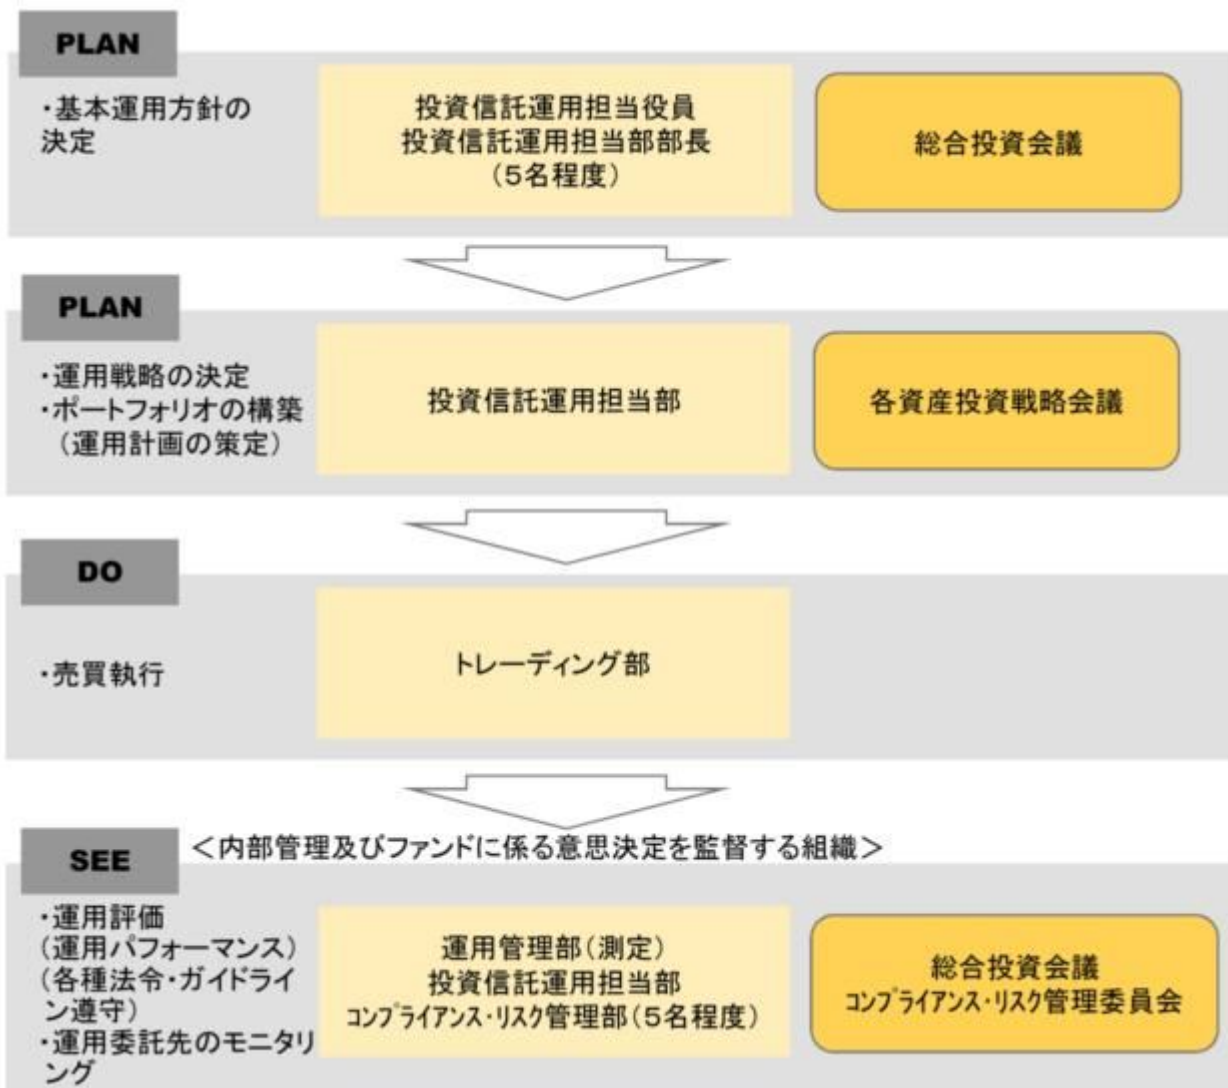 PLAN
・基本運用方針の
決定
投資信託運用担当役員
投資信託運用担当部部長
(5名程度)
総合投資会議
PLAN
・運用戦略の決定
・ポートフォリオの構築
(運用計画の策定)
投資信託運用担当部
各資産投資戦略会議
DO
・売買執行
トレーディング部
SEE
＜内部管理及びファンドに係る意思決定を監督する組織＞
・運用評価
(運用パフォーマンス)
(各種法令・ガイドライ
ン遵守)
・運用委託先のモニタリ
ング
運用管理部(測定)
投資信託運用担当部
ｺﾝﾌﾟﾗｲｱﾝｽ･ﾘｽｸ管理部(5名程度)
総合投資会議
ｺﾝﾌﾟﾗｲｱﾝｽ･ﾘｽｸ管理委員会